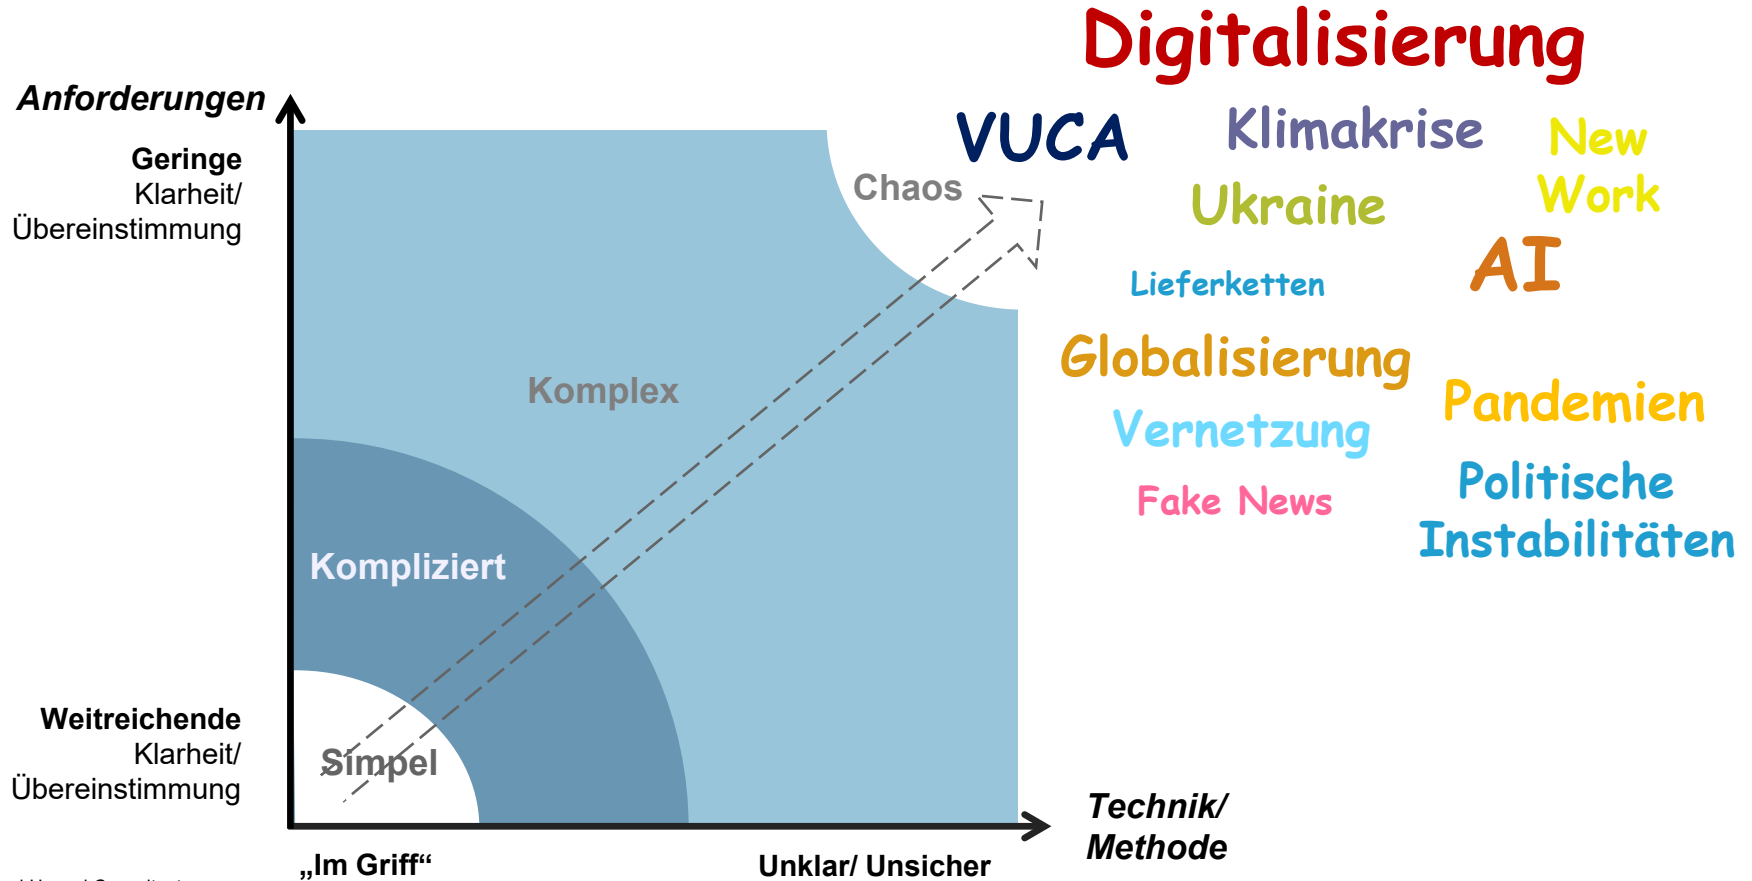 Digitalisierung
Anforderungen
VUCA
Klimakrise
New
Work
Geringe
Klarheit/
Übereinstimmung
Chaos
Ukraine
AI
Lieferketten
Globalisierung
Komplex
Pandemien
Vernetzung
Politische
Instabilitäten
Fake News
Kompliziert
Weitreichende
Klarheit/
Übereinstimmung
Simpel
Technik/
Methode
„Im Griff“
Unklar/ Unsicher